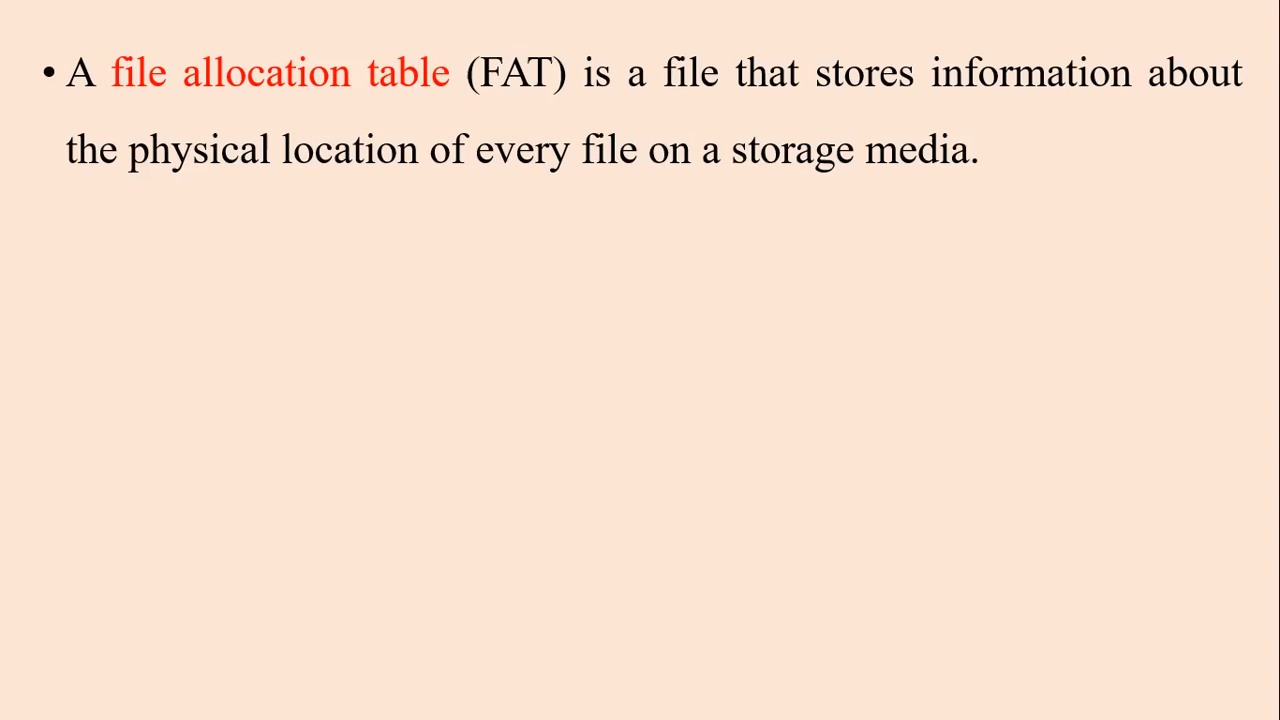 • A file allocation table (FAT) is a file that stores information about
the physical location of every file on a storage media.